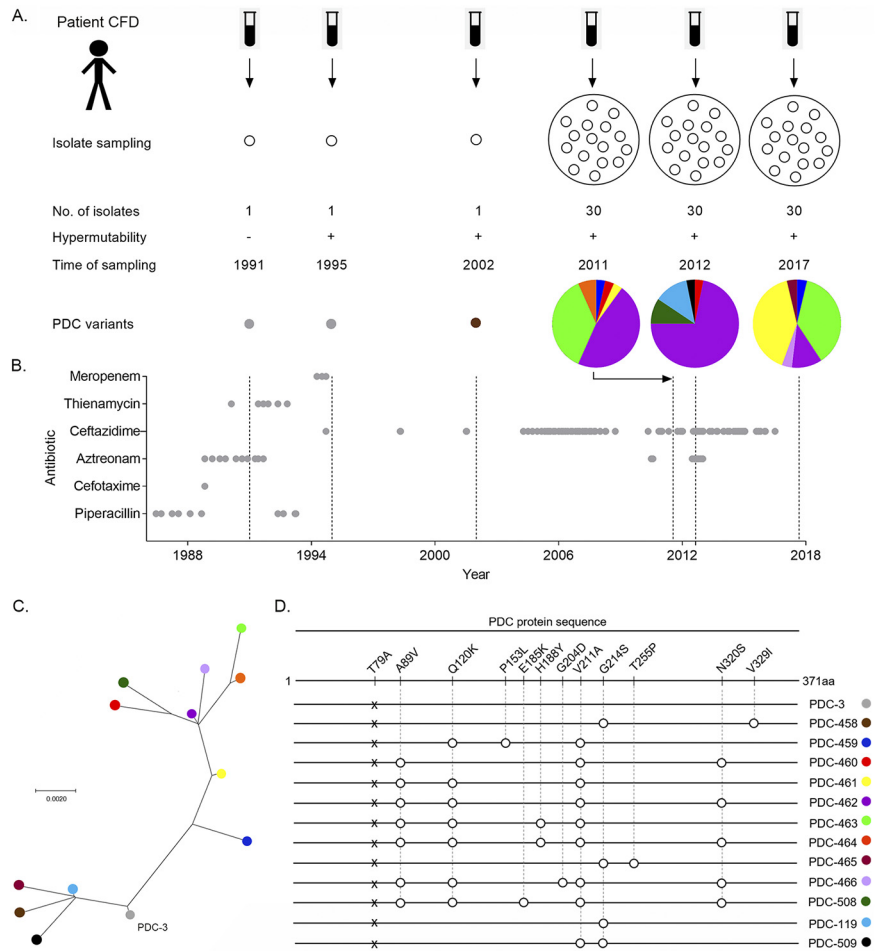 A.
Patient CFD
Isolate sampling
No. of isolates 1 1 1 30 30 30
Hypermutability - + + + + +
Time of sampling 1991 1995 2002 2011 2012 2017
PDC variants
B.
Antibiotic
Meropenem
Thienamycin
Ceftazidime
Aztreonam
Cefotaxime
Piperacillin
1988 1994 2000 2006 2012 2018
Year
C.
0.0020
PDC-3
D.
PDC protein sequence
T79A A89V Q120K P153L E185K H188Y G204D V211A G214S T255P N320S V329I
1 371aa
X PDC-3
X PDC-458
X PDC-459
X PDC-460
X PDC-461
X PDC-462
X PDC-463
X PDC-464
X PDC-465
X PDC-466
X PDC-508
X PDC-119
X PDC-509